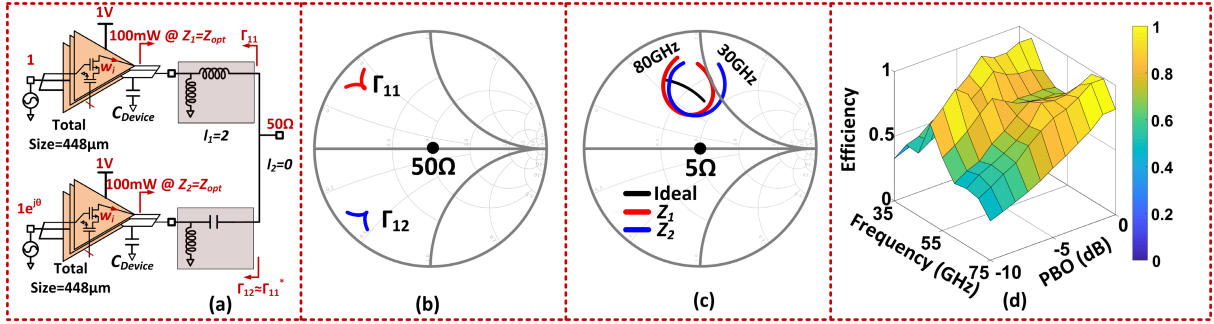 1V
100mW @ Z1=Zopt
Γ11
1
wi
CDevice
Total
Size=448μm
l1=2
50Ω
l2=0
1V
100mW @ Z2=Zopt
1e^jθ
wi
CDevice
Total
Size=448μm
Γ12≈Γ11*
(a)
Γ11
50Ω
Γ12
(b)
80GHz
30GHz
5Ω
Ideal
Z1
Z2
(c)
Efficiency
1
0.5
0
35
55
75
Frequency (GHz)
-10
-5
0
PBO (dB)
1
0.8
0.6
0.4
0.2
0
(d)